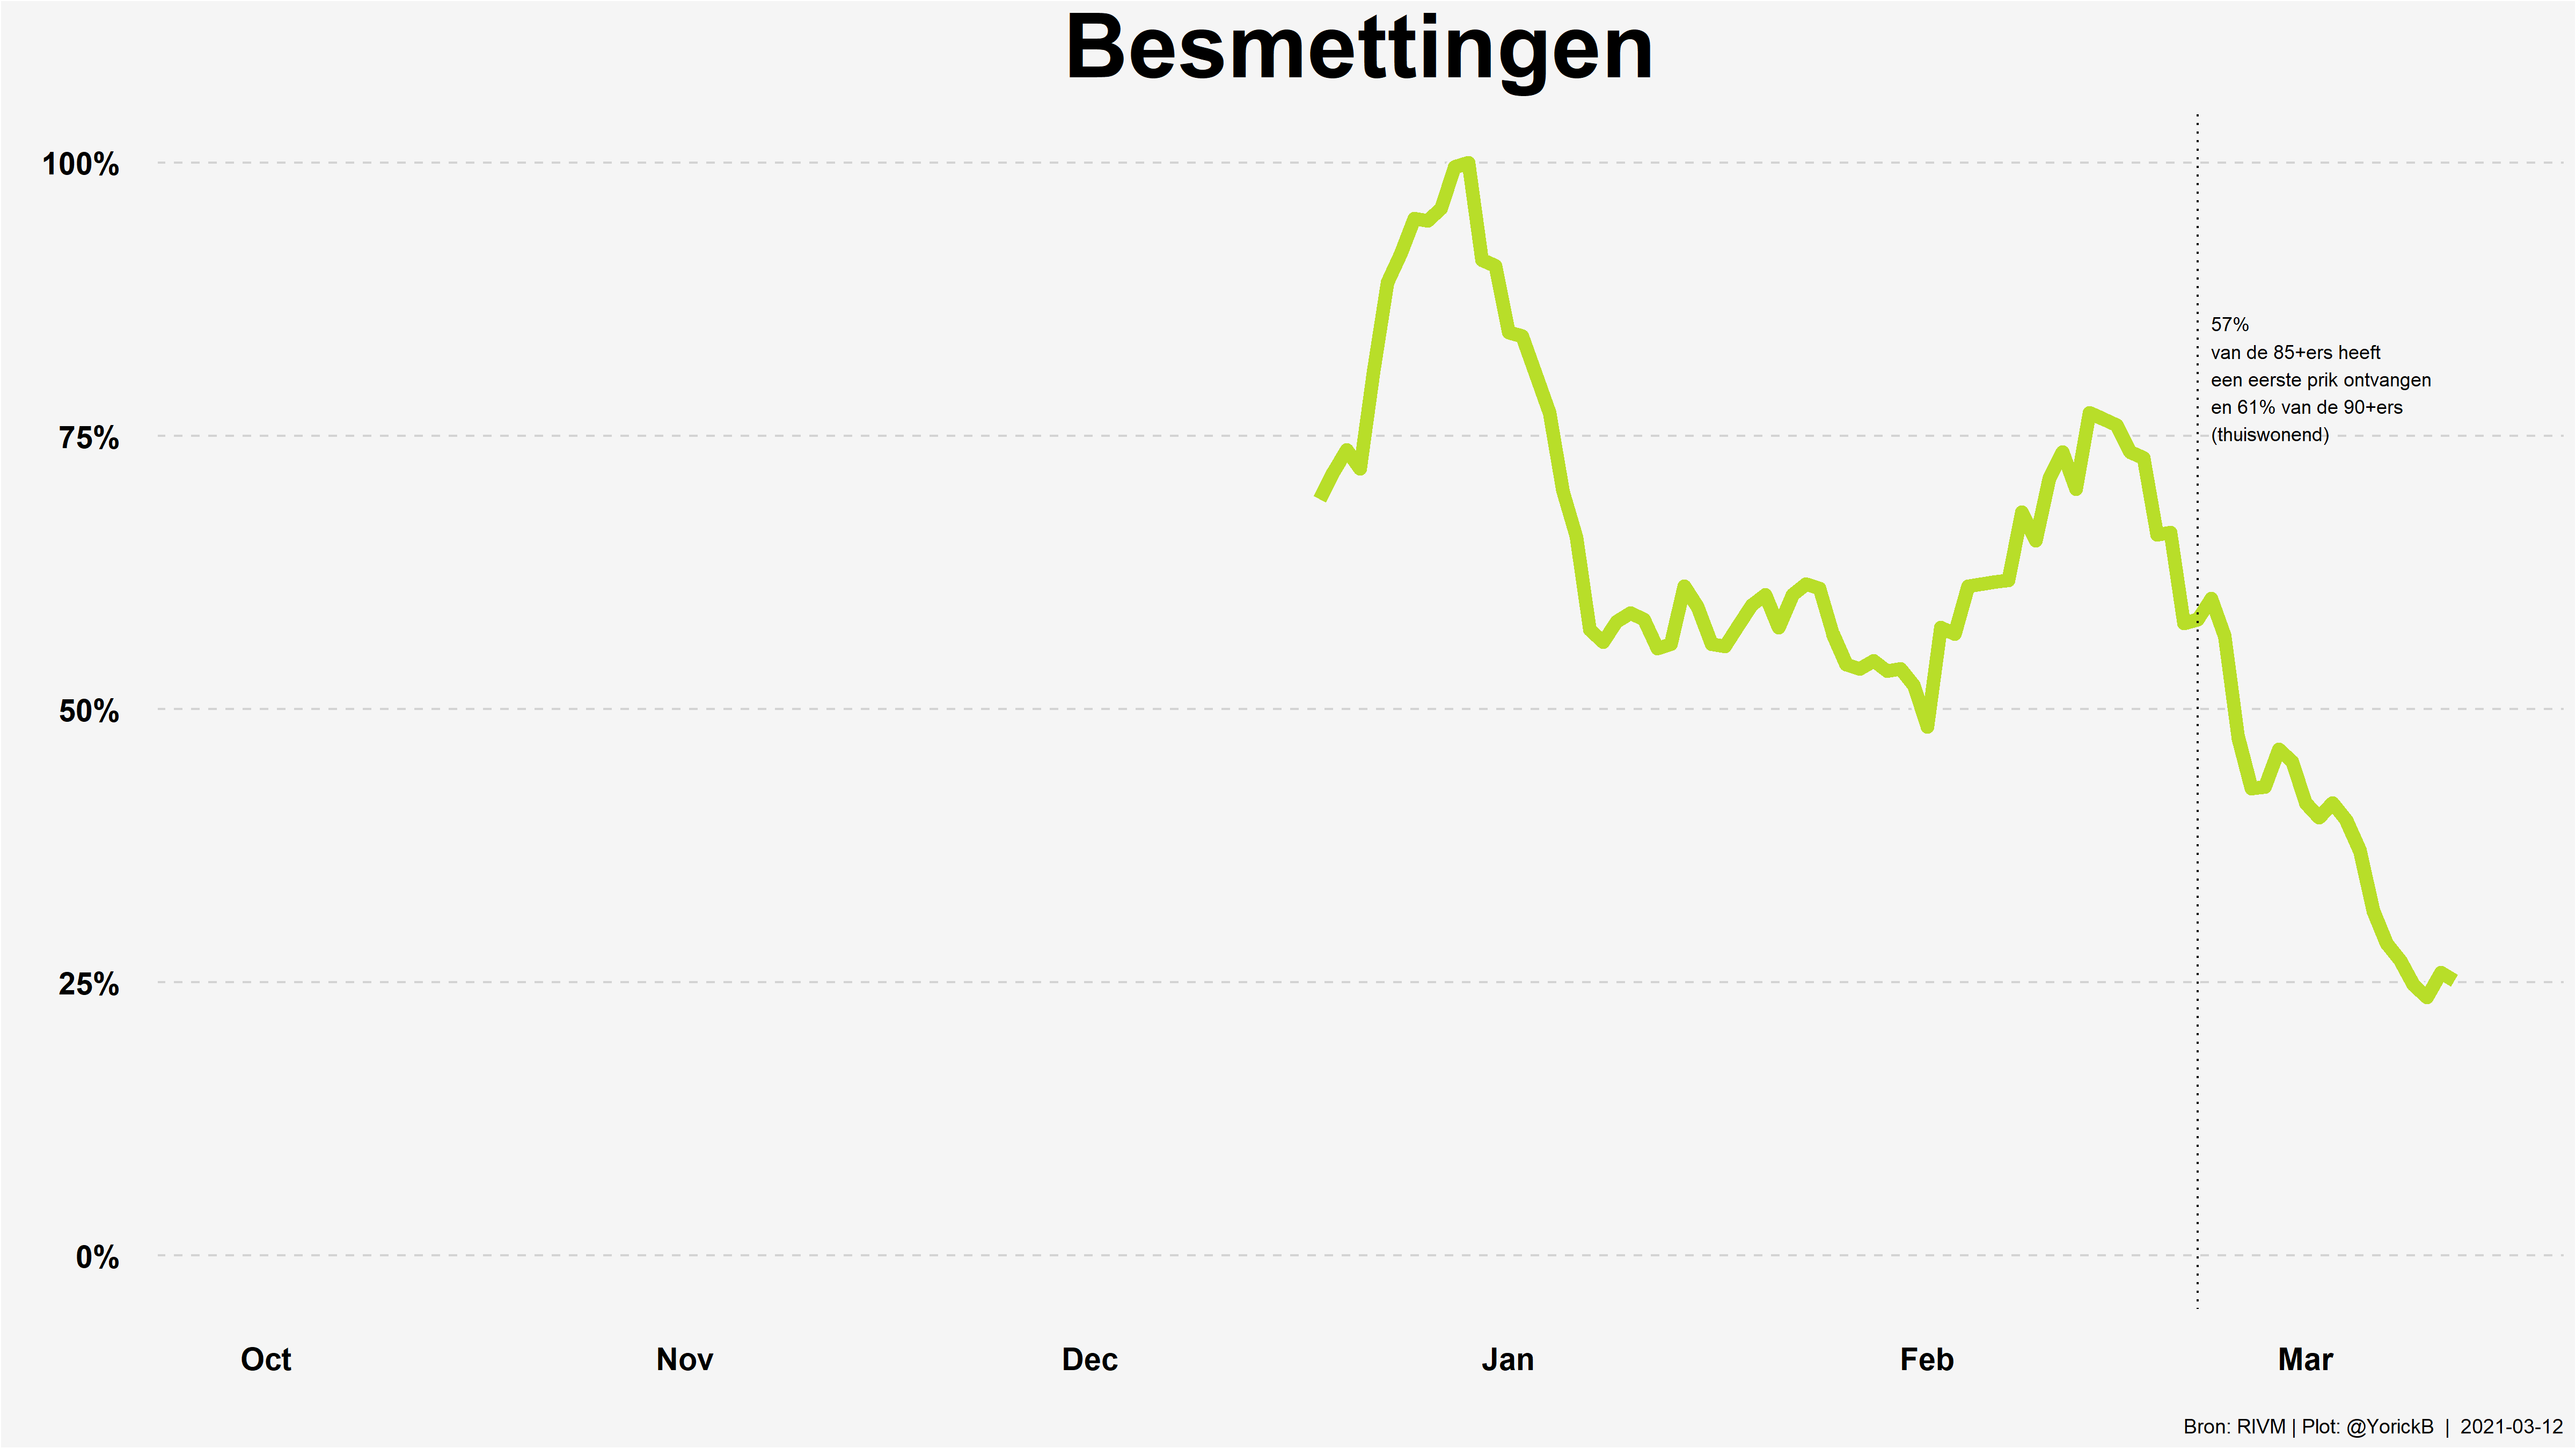 Besmettingen
100%
75%
50%
25%
0%
57%
van de 85+ers heeft
een eerste prik ontvangen
en 61% van de 90+ers
(thuiswonend)
Oct Nov Dec Jan Feb Mar
Bron: RIVM | Plot: @YorickB | 2021-03-12